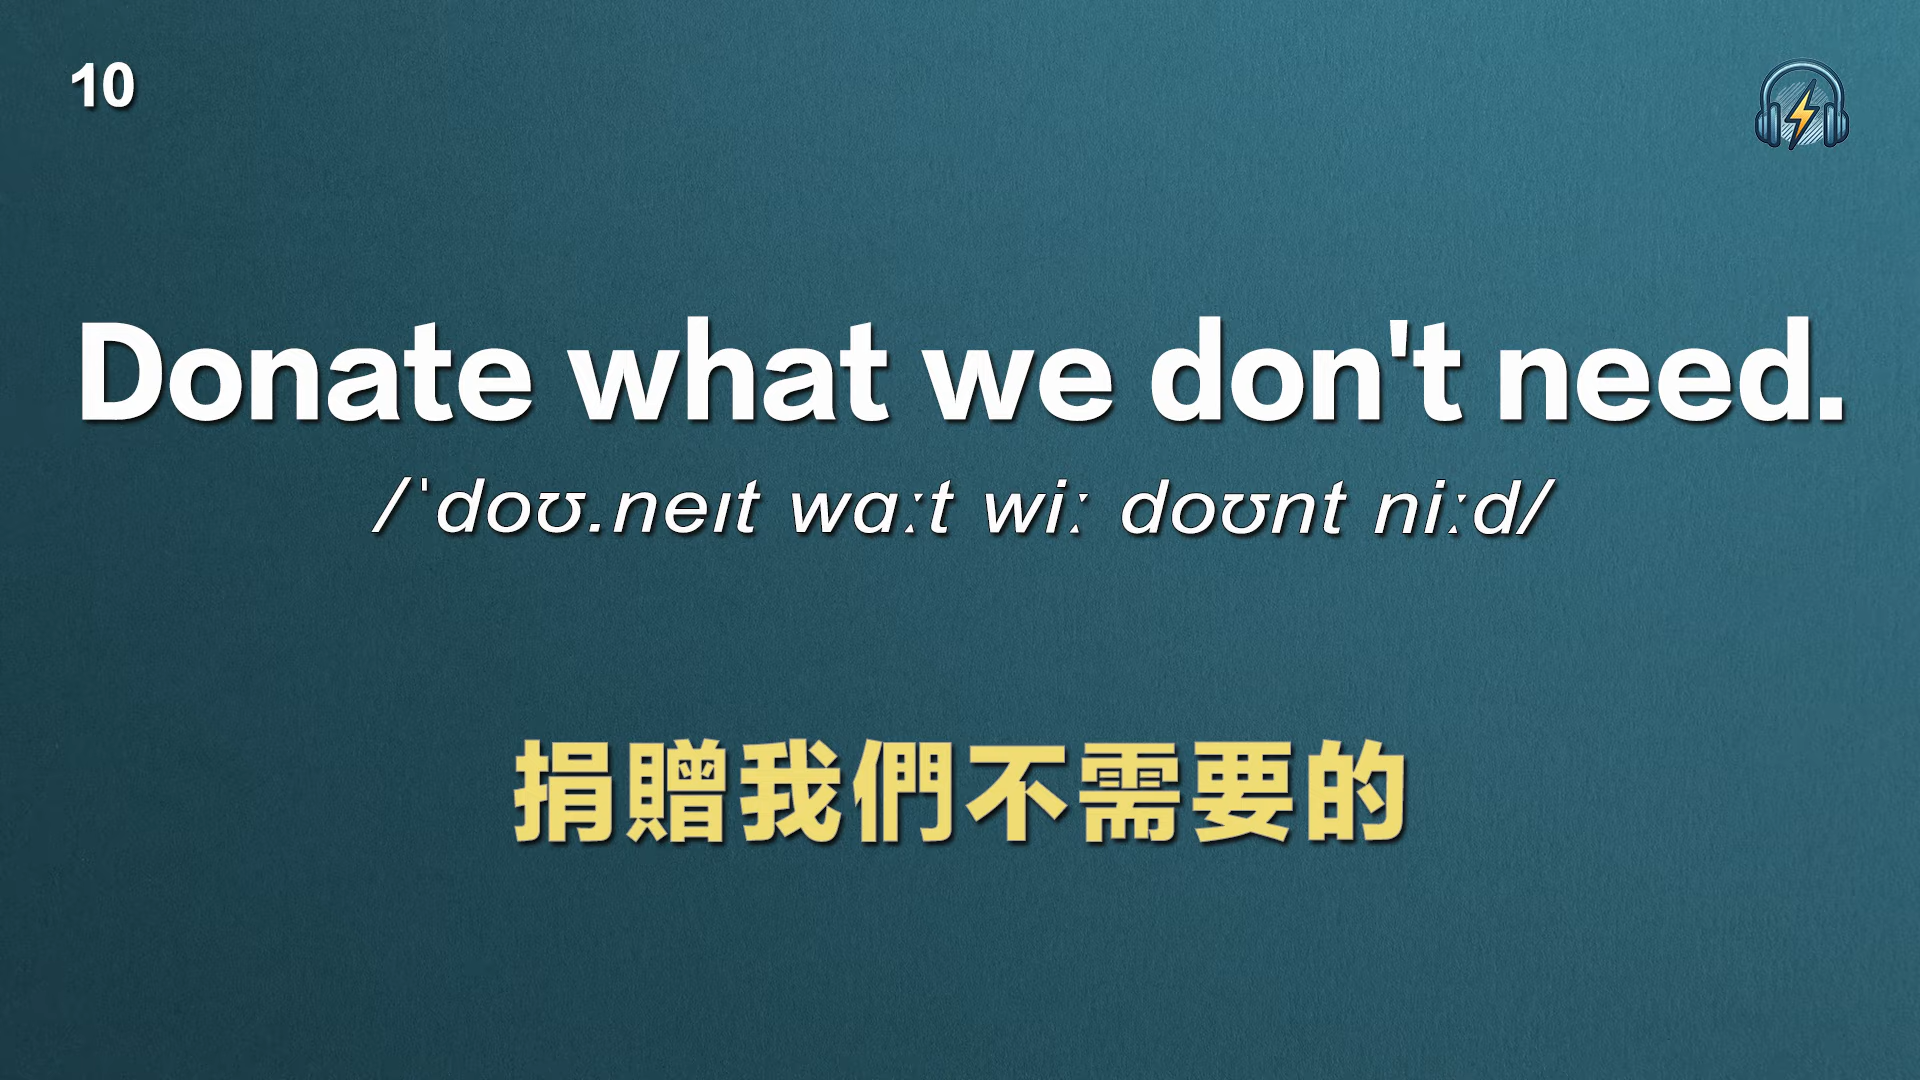 10
Donate what we don't need.
/ˈdoʊ.neɪt wɑːt wiː doʊnt niːd/
捐贈我們不需要的